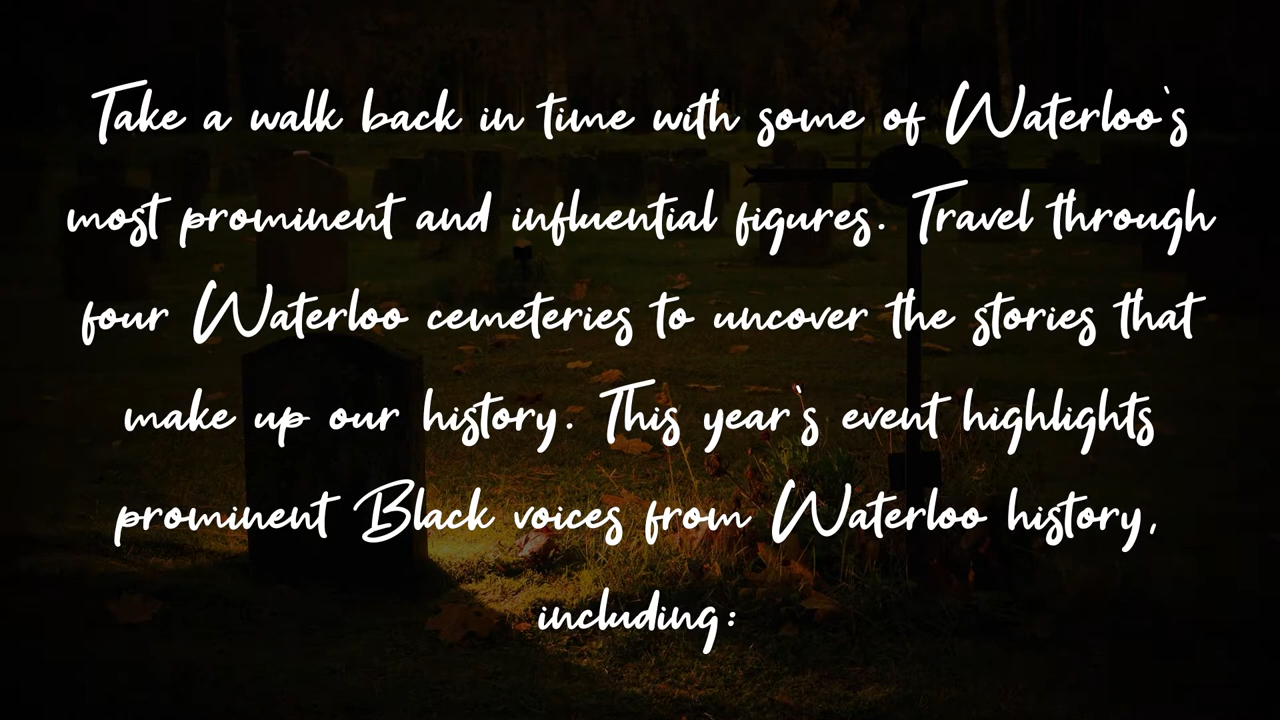 Take a walk back in time with some of Waterloo's
most prominent and influential figures. Travel through
four Waterloo cemeteries to uncover the stories that
make up our history. This year's event highlights
prominent Black voices from Waterloo history,
including: